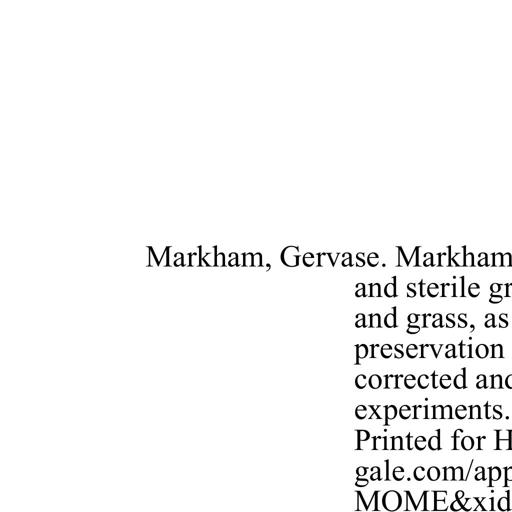 Markham, Gervase. Markham
and sterile gr
and grass, as
preservation
corrected and
experiments.
Printed for H
gale.com/app
MOME&xid